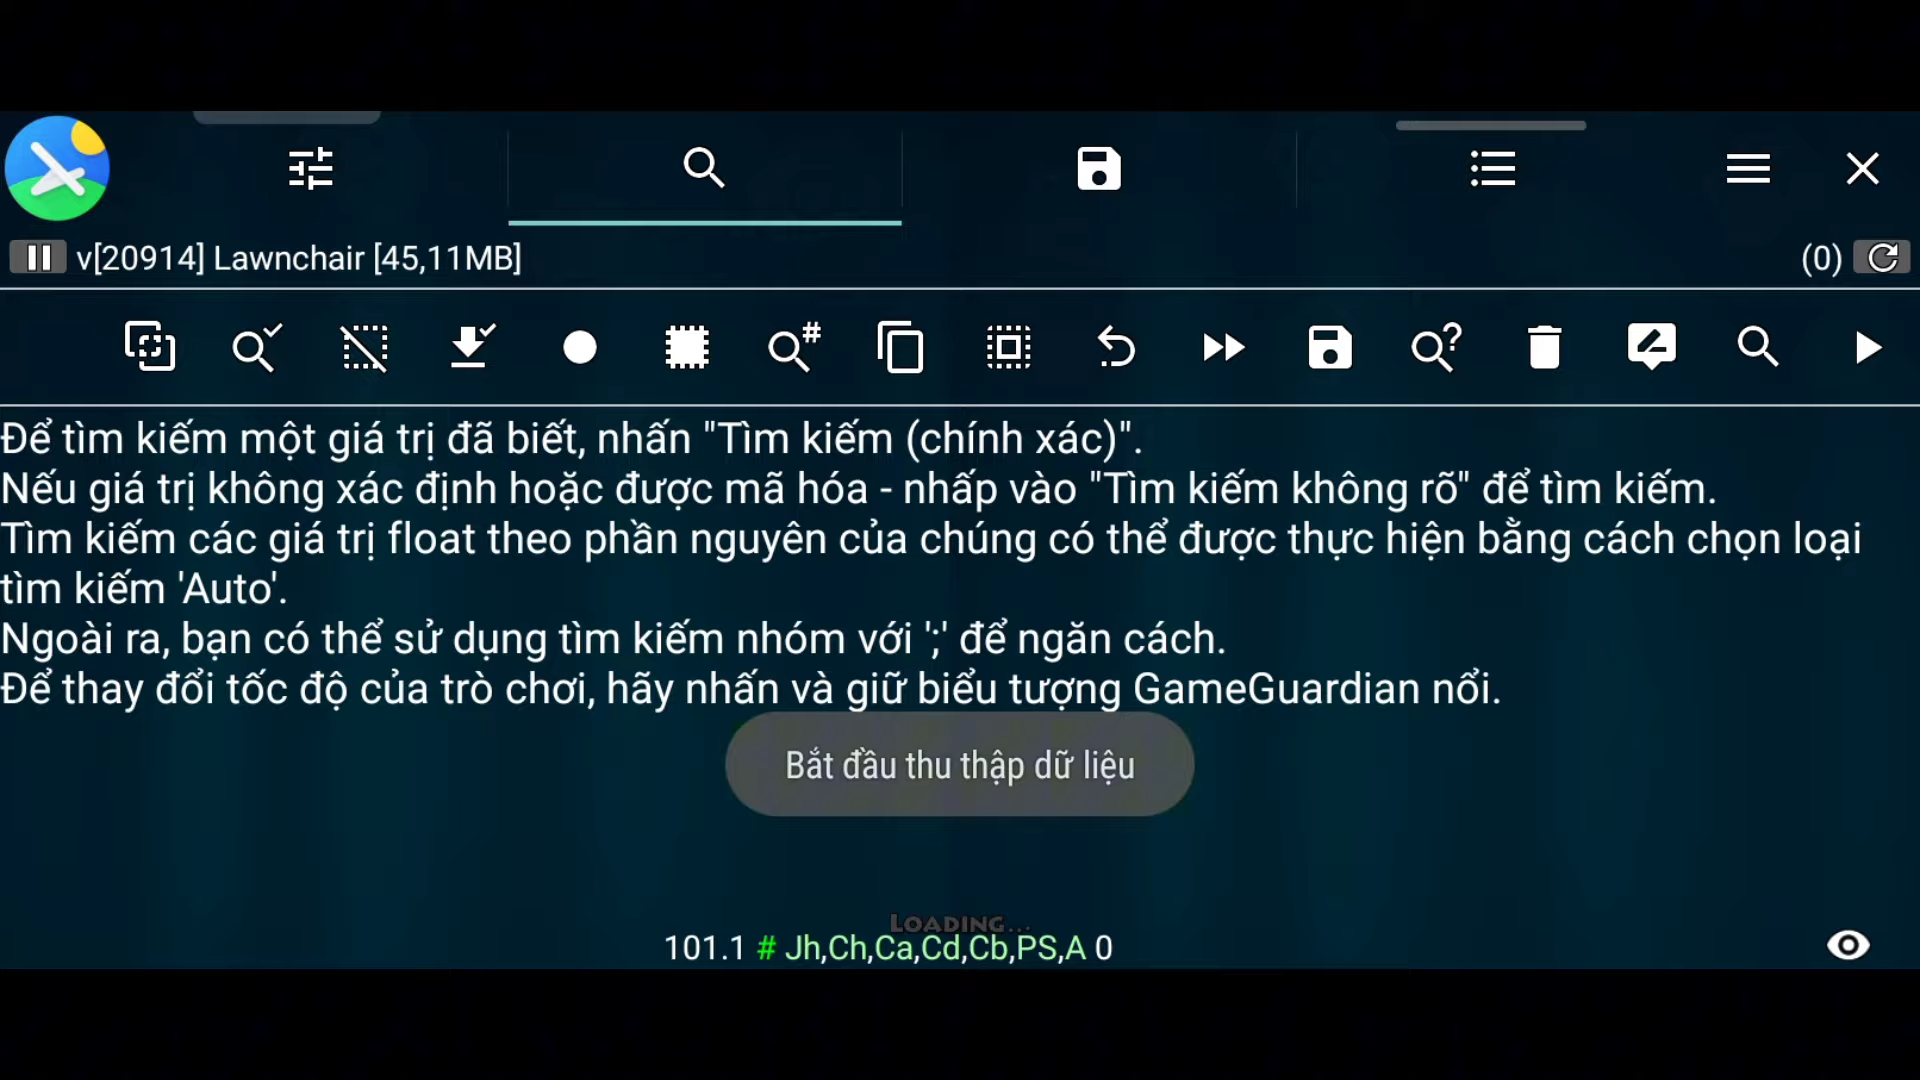 v[20914] Lawnchair [45,11MB]
(0)
Để tìm kiếm một giá trị đã biết, nhấn "Tìm kiếm (chính xác)".
Nếu giá trị không xác định hoặc được mã hóa - nhấp vào "Tìm kiếm không rõ" để tìm kiếm.
Tìm kiếm các giá trị float theo phần nguyên của chúng có thể được thực hiện bằng cách chọn loại
tìm kiếm 'Auto'.
Ngoài ra, bạn có thể sử dụng tìm kiếm nhóm với ';' để ngăn cách.
Để thay đổi tốc độ của trò chơi, hãy nhấn và giữ biểu tượng GameGuardian nổi.
Bắt đầu thu thập dữ liệu
LOADING...
101.1 # Jh,Ch,Ca,Cd,Cb,PS,A 0